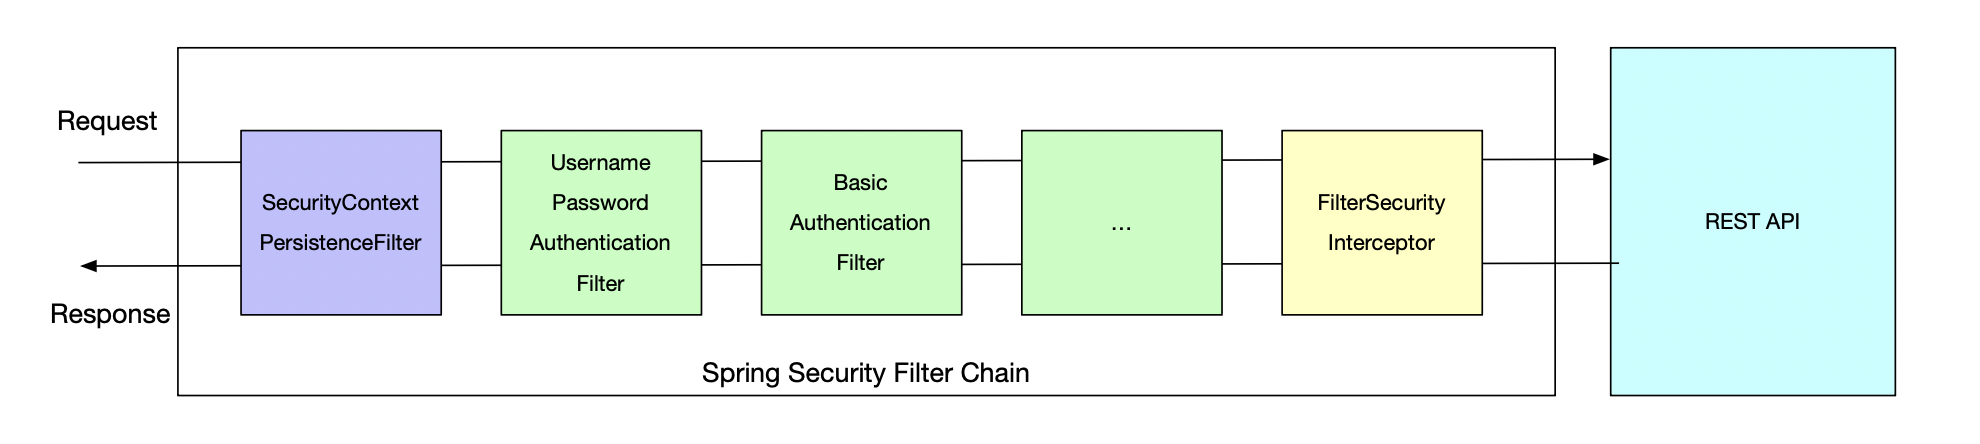 Request
Response
SecurityContext
PersistenceFilter
Username
Password
Authentication
Filter
Basic
Authentication
Filter
...
FilterSecurity
Interceptor
REST API
Spring Security Filter Chain